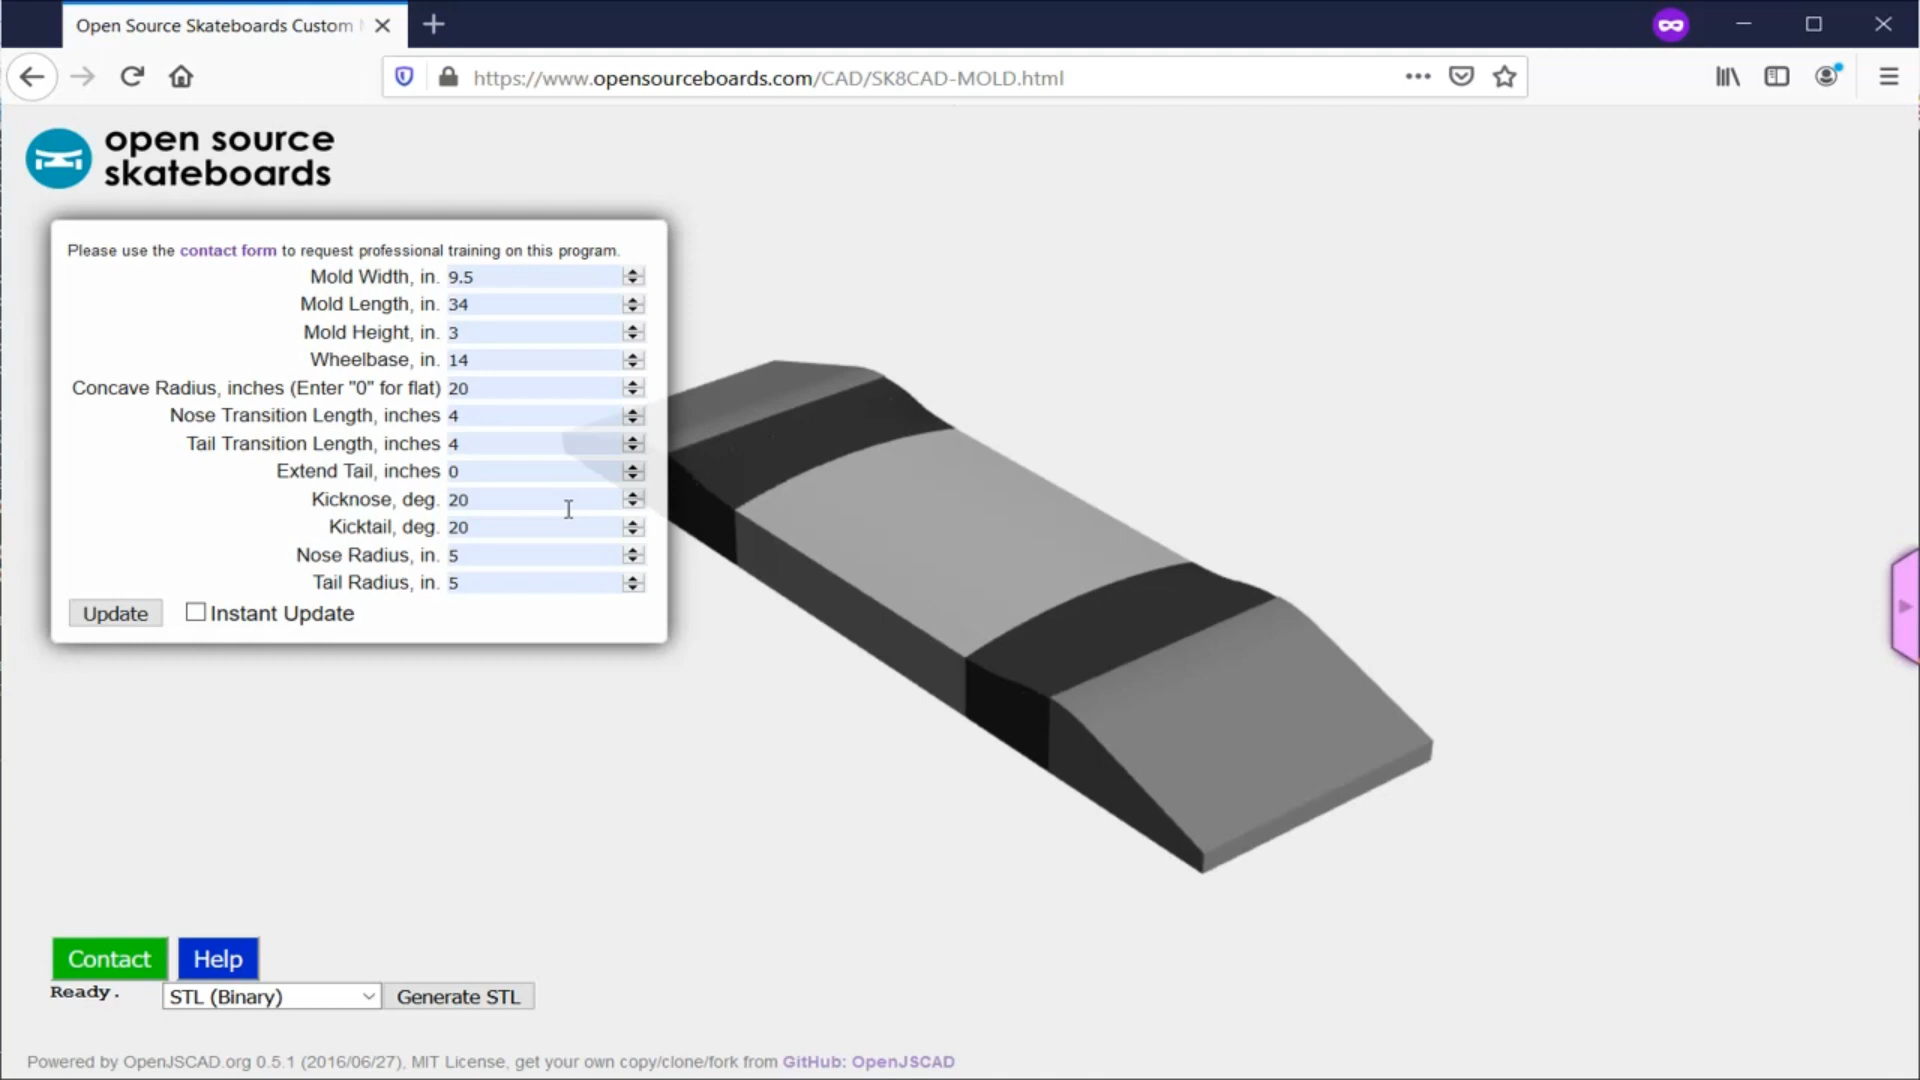 Open Source Skateboards Custom
https://www.opensourceboards.com/CAD/SK8CAD-MOLD.html
open source
skateboards
Please use the contact form to request professional training on this program.
Mold Width, in. 9.5
Mold Length, in. 34
Mold Height, in. 3
Wheelbase, in. 14
Concave Radius, inches (Enter "0" for flat) 20
Nose Transition Length, inches 4
Tail Transition Length, inches 4
Extend Tail, inches 0
Kicknose, deg. 20
Kicktail, deg. 20
Nose Radius, in. 5
Tail Radius, in. 5
Update Instant Update
Contact Help
Ready. STL (Binary) Generate STL
Powered by OpenJSCAD.org 0.5.1 (2016/06/27), MIT License, get your own copy/clone/fork from GitHub: OpenJSCAD